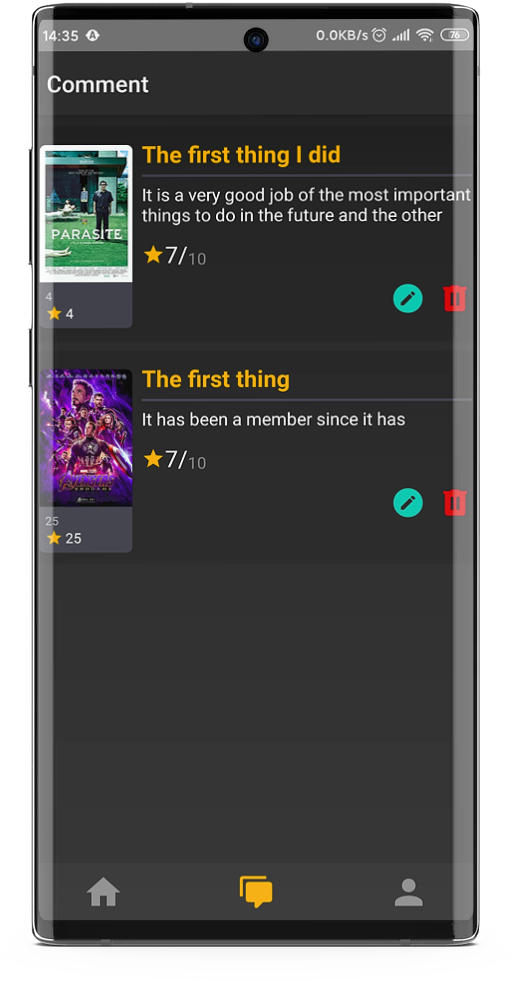 14:35
0.0KB/s
76
Comment
PARASITE
The first thing I did
It is a very good job of the most important
things to do in the future and the other
7/10
4
4
The first thing
It has been a member since it has
7/10
AVENGERS
25
25